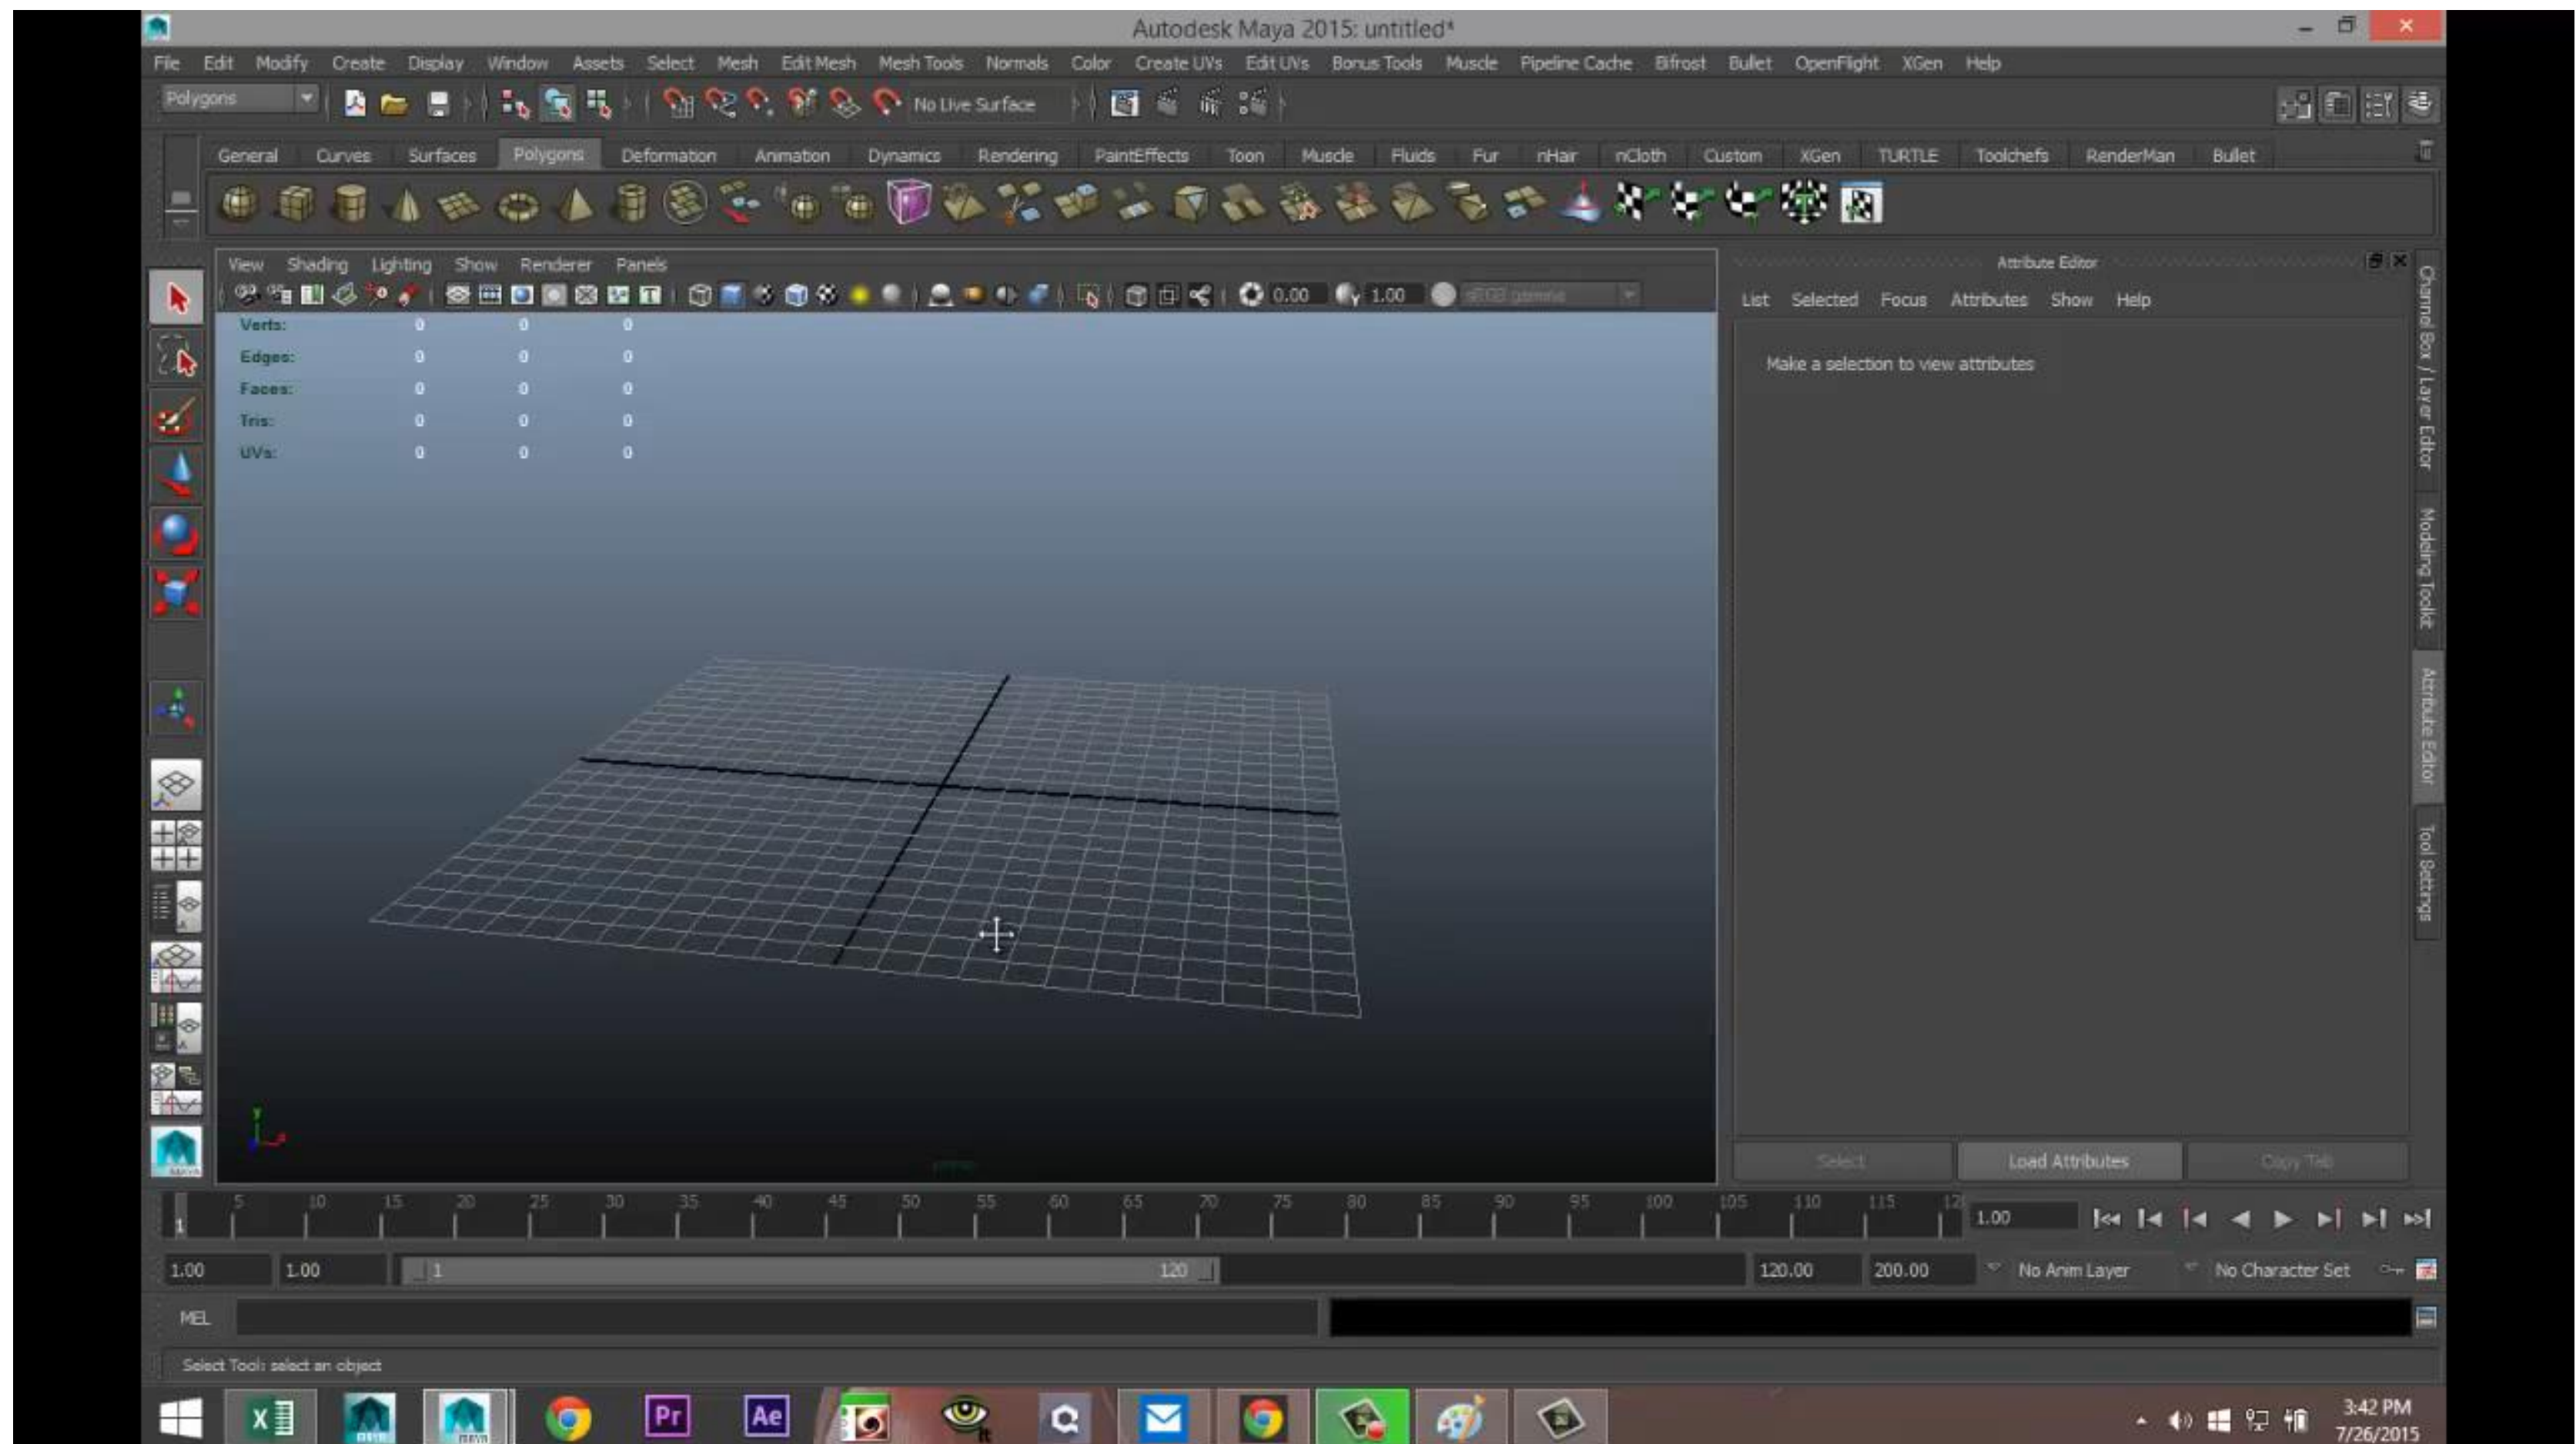 Autodesk Maya 2015: untitled*
File Edit Modify Create Display Window Assets Select Mesh Edit Mesh Mesh Tools Normals Color Create UVs Edit UVs Bonus Tools Muscle Pipeline Cache Bifrost Bullet OpenFlight XGen Help
Polygons No Live Surface
General Curves Surfaces Polygons Deformation Animation Dynamics Rendering PaintEffects Toon Muscle Fluids Fur nHair nCloth Custom XGen TURTLE Toolchefs RenderMan Bullet
View Shading Lighting Show Renderer Panels
0.00 1.00 sRGB gamma
Verts: 0 0 0
Edges: 0 0 0
Faces: 0 0 0
Tris: 0 0 0
UVs: 0 0 0
y
x
Attribute Editor
List Selected Focus Attributes Show Help
Make a selection to view attributes
Select Load Attributes Copy Tab
Channel Box / Layer Editor
Modeling Toolkit
Attribute Editor
Tool Settings
1 5 10 15 20 25 30 35 40 45 50 55 60 65 70 75 80 85 90 95 100 105 110 115 1.00
1.00 1.00 1 120 120.00 200.00 No Anim Layer No Character Set
MEL
Select Tool: select an object
Pr Ae it
3:42 PM
7/26/2015